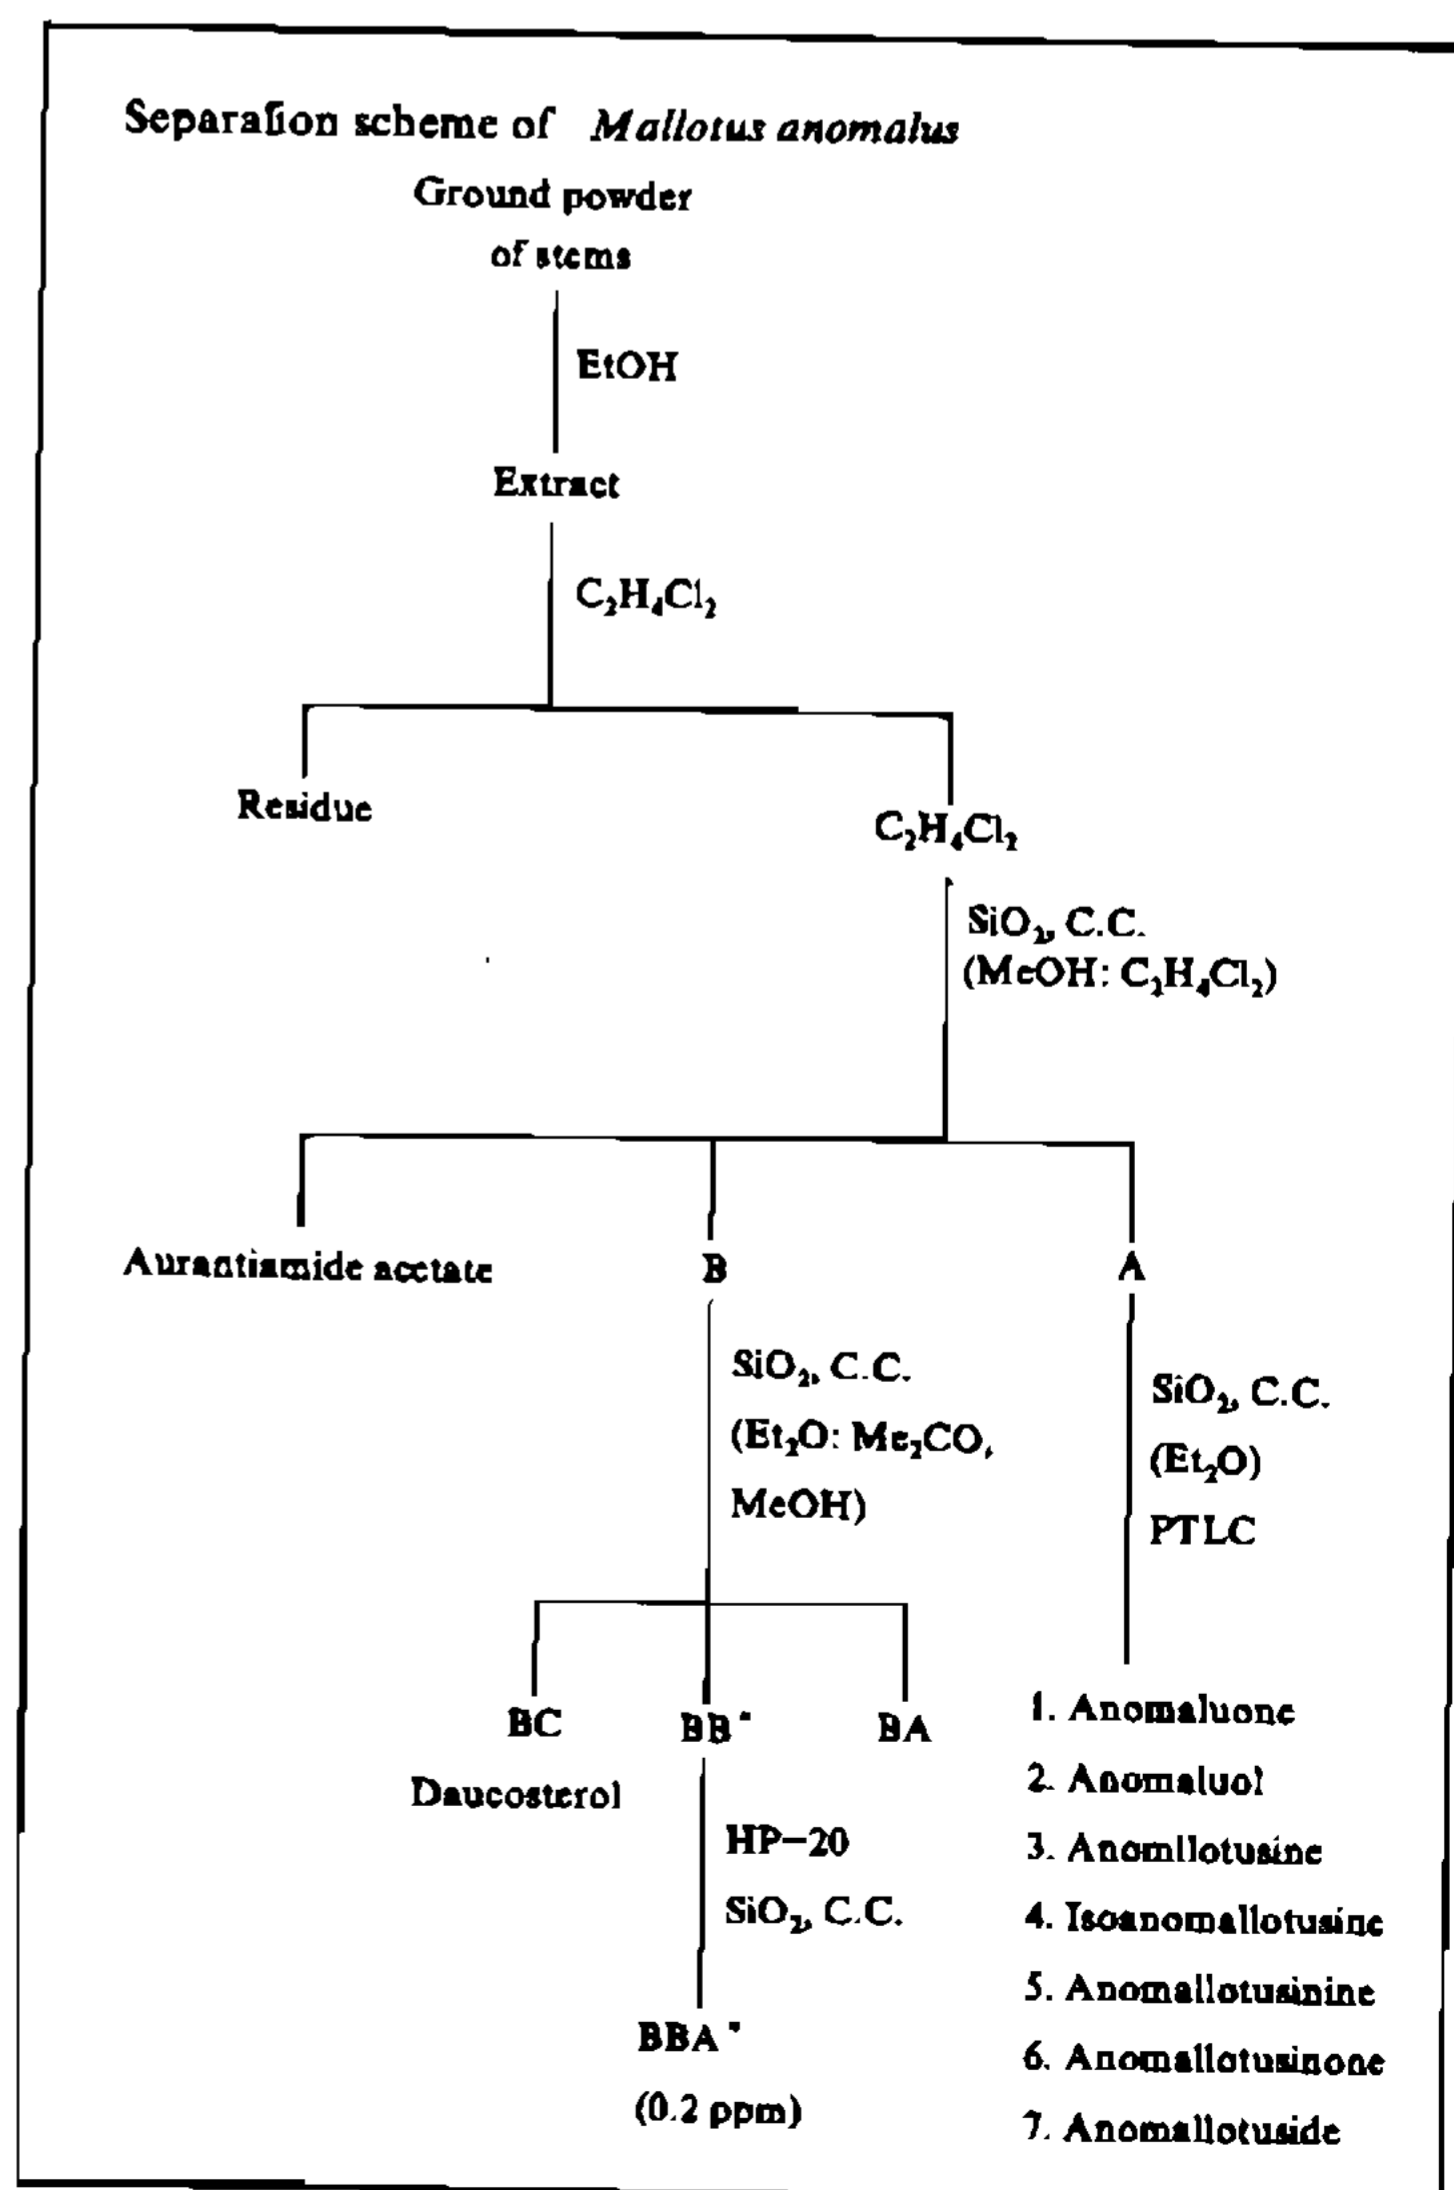 Separation scheme of Mallotus anomalus
Ground powder
of stems
EtOH
Extract
C₂H₄Cl₂
Residue
C₂H₄Cl₂
SiO₂, C.C.
(MeOH: C₂H₄Cl₂)
Aurantiamide acetate
B
A
SiO₂, C.C.
(Et₂O: Me₂CO,
MeOH)
SiO₂, C.C.
(Et₂O)
PTLC
BC
BB*
BA
Daucosterol
HP-20
SiO₂, C.C.
BBA*
(0.2 ppm)
1. Anomaluone
2. Anomaluol
3. Anomllotusine
4. Isoanomallotusine
5. Anomallotusinine
6. Anomallotusinone
7. Anomallotuside